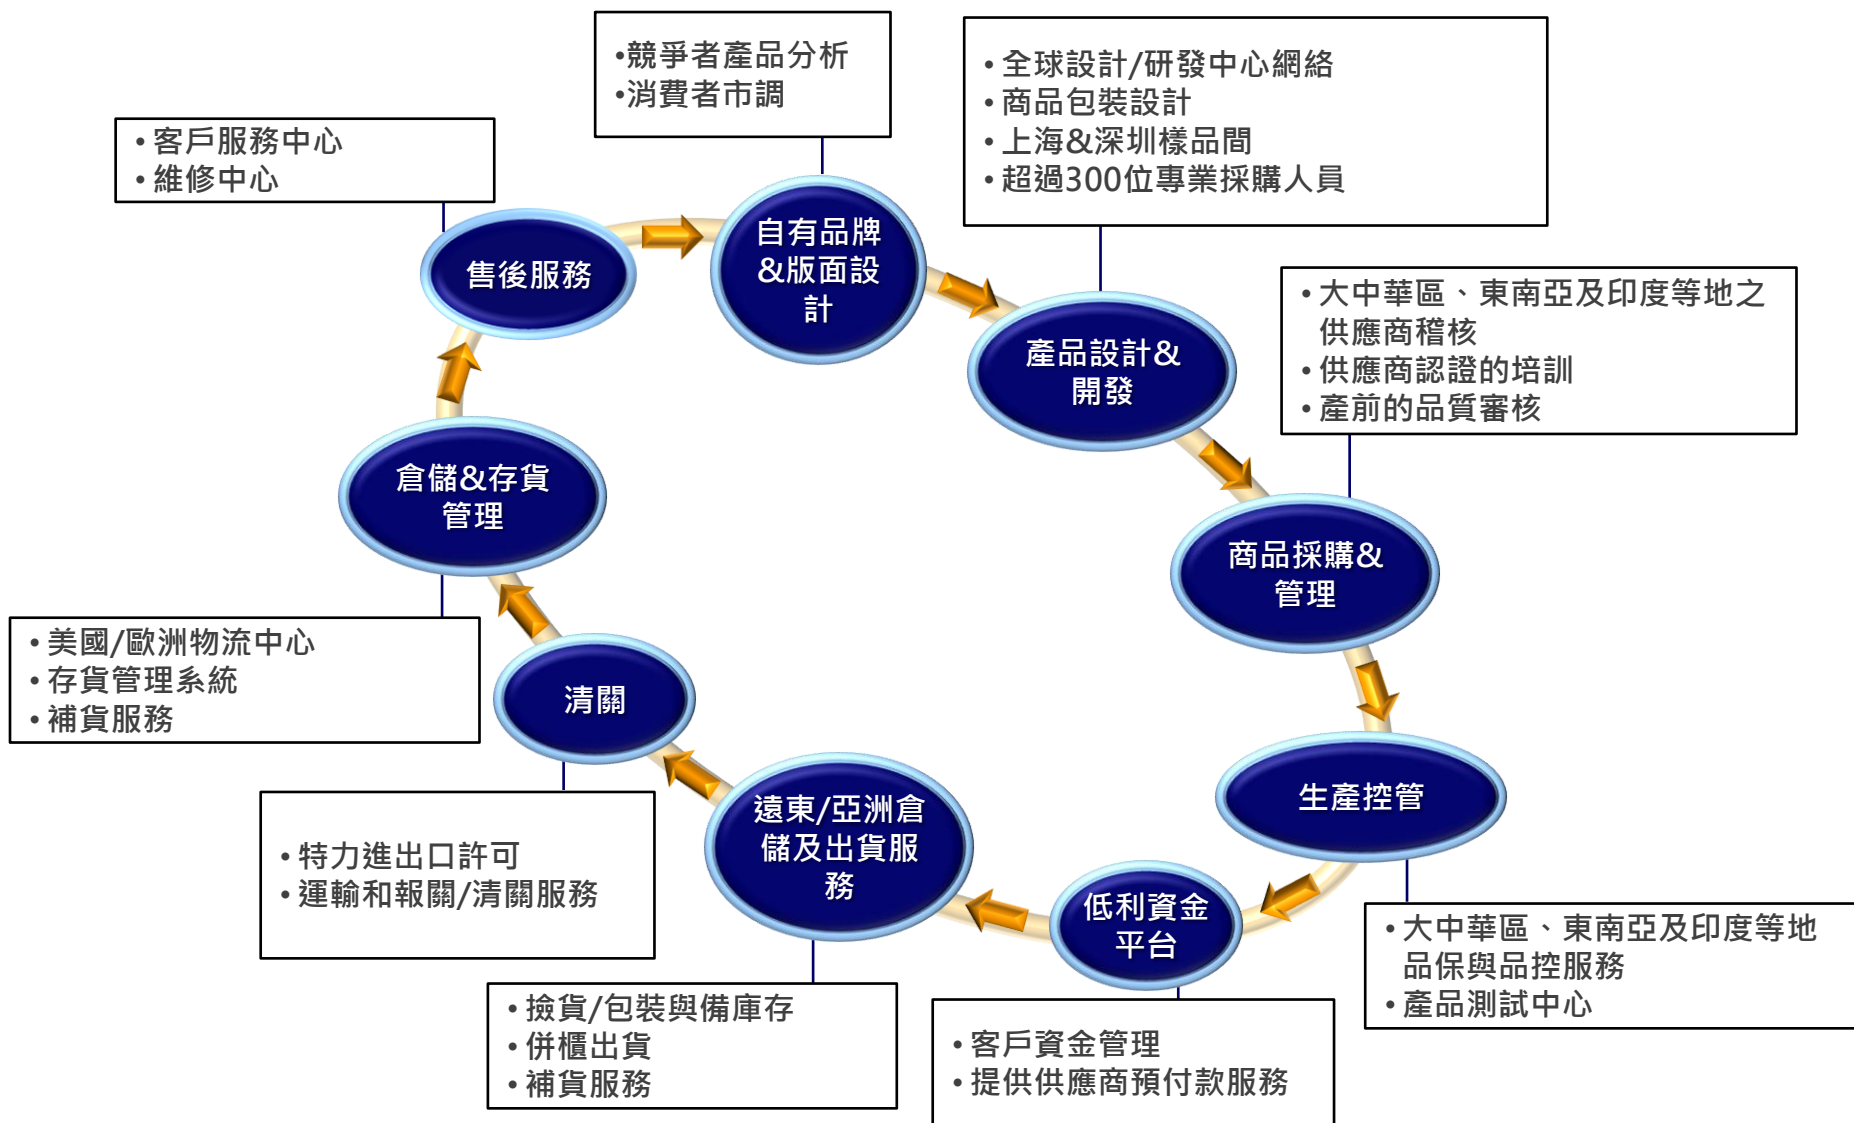 •競爭者產品分析
•消費者市調
• 全球設計/研發中心網絡
• 商品包裝設計
• 上海&深圳樣品間
• 超過300位專業採購人員
• 客戶服務中心
• 維修中心
自有品牌
&版面設
計
售後服務
• 大中華區、東南亞及印度等地之
供應商稽核
• 供應商認證的培訓
• 產前的品質審核
產品設計&
開發
倉儲&存貨
管理
商品採購&
管理
• 美國/歐洲物流中心
• 存貨管理系統
• 補貨服務
清關
生產控管
遠東/亞洲倉
儲及出貨服
務
• 特力進出口許可
• 運輸和報關/清關服務
低利資金
平台
• 大中華區、東南亞及印度等地
品保與品控服務
• 產品測試中心
• 撿貨/包裝與備庫存
• 併櫃出貨
• 補貨服務
• 客戶資金管理
• 提供供應商預付款服務